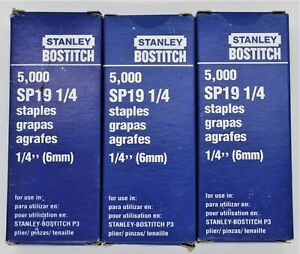 STANLEY
BOSTITCH
5,000
SP19 1/4
staples
grapas
agrafes
1/4’’ (6mm)
for use in:
para utilizar en:
pour utilisation en:
STANLEY-BOSTITCH P3
plier/ pinzas/ tenaille
STANLEY
BOSTITCH
5,000
SP19 1/4
staples
grapas
agrafes
1/4’’ (6mm)
for use in:
para utilizar en:
pour utilisation en:
STANLEY-BOSTITCH P3
plier/ pinzas/ tenaille
STANLEY
BOSTITCH
5,000
SP19 1/4
staples
grapas
agrafes
1/4’’ (6mm)
for use in:
para utilizar en:
pour utilisation en:
STANLEY-BOSTITCH P3
plier/ pinzas/ tenaille